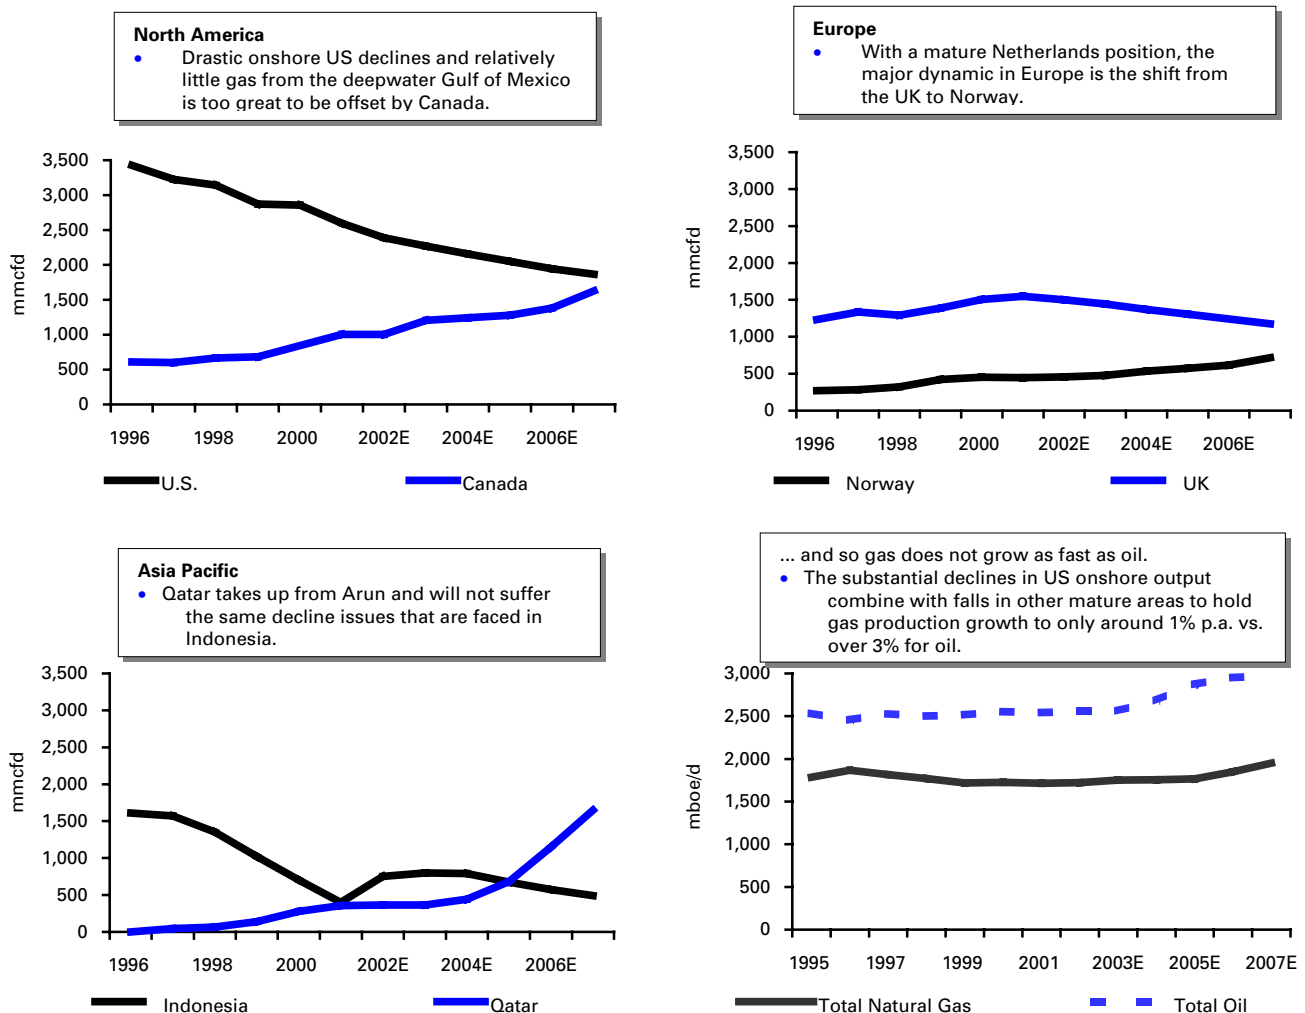 North America
• Drastic onshore US declines and relatively
little gas from the deepwater Gulf of Mexico
is too great to be offset by Canada.
3,500
3,000
2,500
2,000
1,500
1,000
500
0
mmcfd
1996 1998 2000 2002E 2004E 2006E
U.S. Canada
Europe
• With a mature Netherlands position, the
major dynamic in Europe is the shift from
the UK to Norway.
3,500
3,000
2,500
2,000
1,500
1,000
500
0
mmcfd
1996 1998 2000 2002E 2004E 2006E
Norway UK
Asia Pacific
• Qatar takes up from Arun and will not suffer
the same decline issues that are faced in
Indonesia.
3,500
3,000
2,500
2,000
1,500
1,000
500
0
mmcfd
1996 1998 2000 2002E 2004E 2006E
Indonesia Qatar
... and so gas does not grow as fast as oil.
• The substantial declines in US onshore output
combine with falls in other mature areas to hold
gas production growth to only around 1% p.a. vs.
over 3% for oil.
3,000
2,500
2,000
1,500
1,000
500
0
mboe/d
1995 1997 1999 2001 2003E 2005E 2007E
Total Natural Gas Total Oil